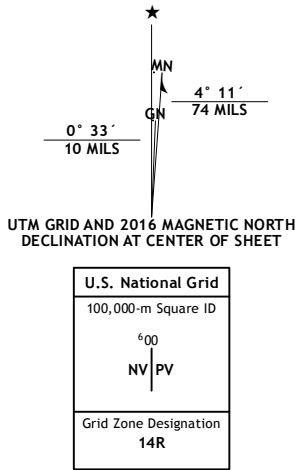 ★
MN
4° 11´
74 MILS
GN
0° 33´
10 MILS
UTM GRID AND 2016 MAGNETIC NORTH
DECLINATION AT CENTER OF SHEET
U.S. National Grid
100,000-m Square ID
⁶00
NV PV
Grid Zone Designation
14R